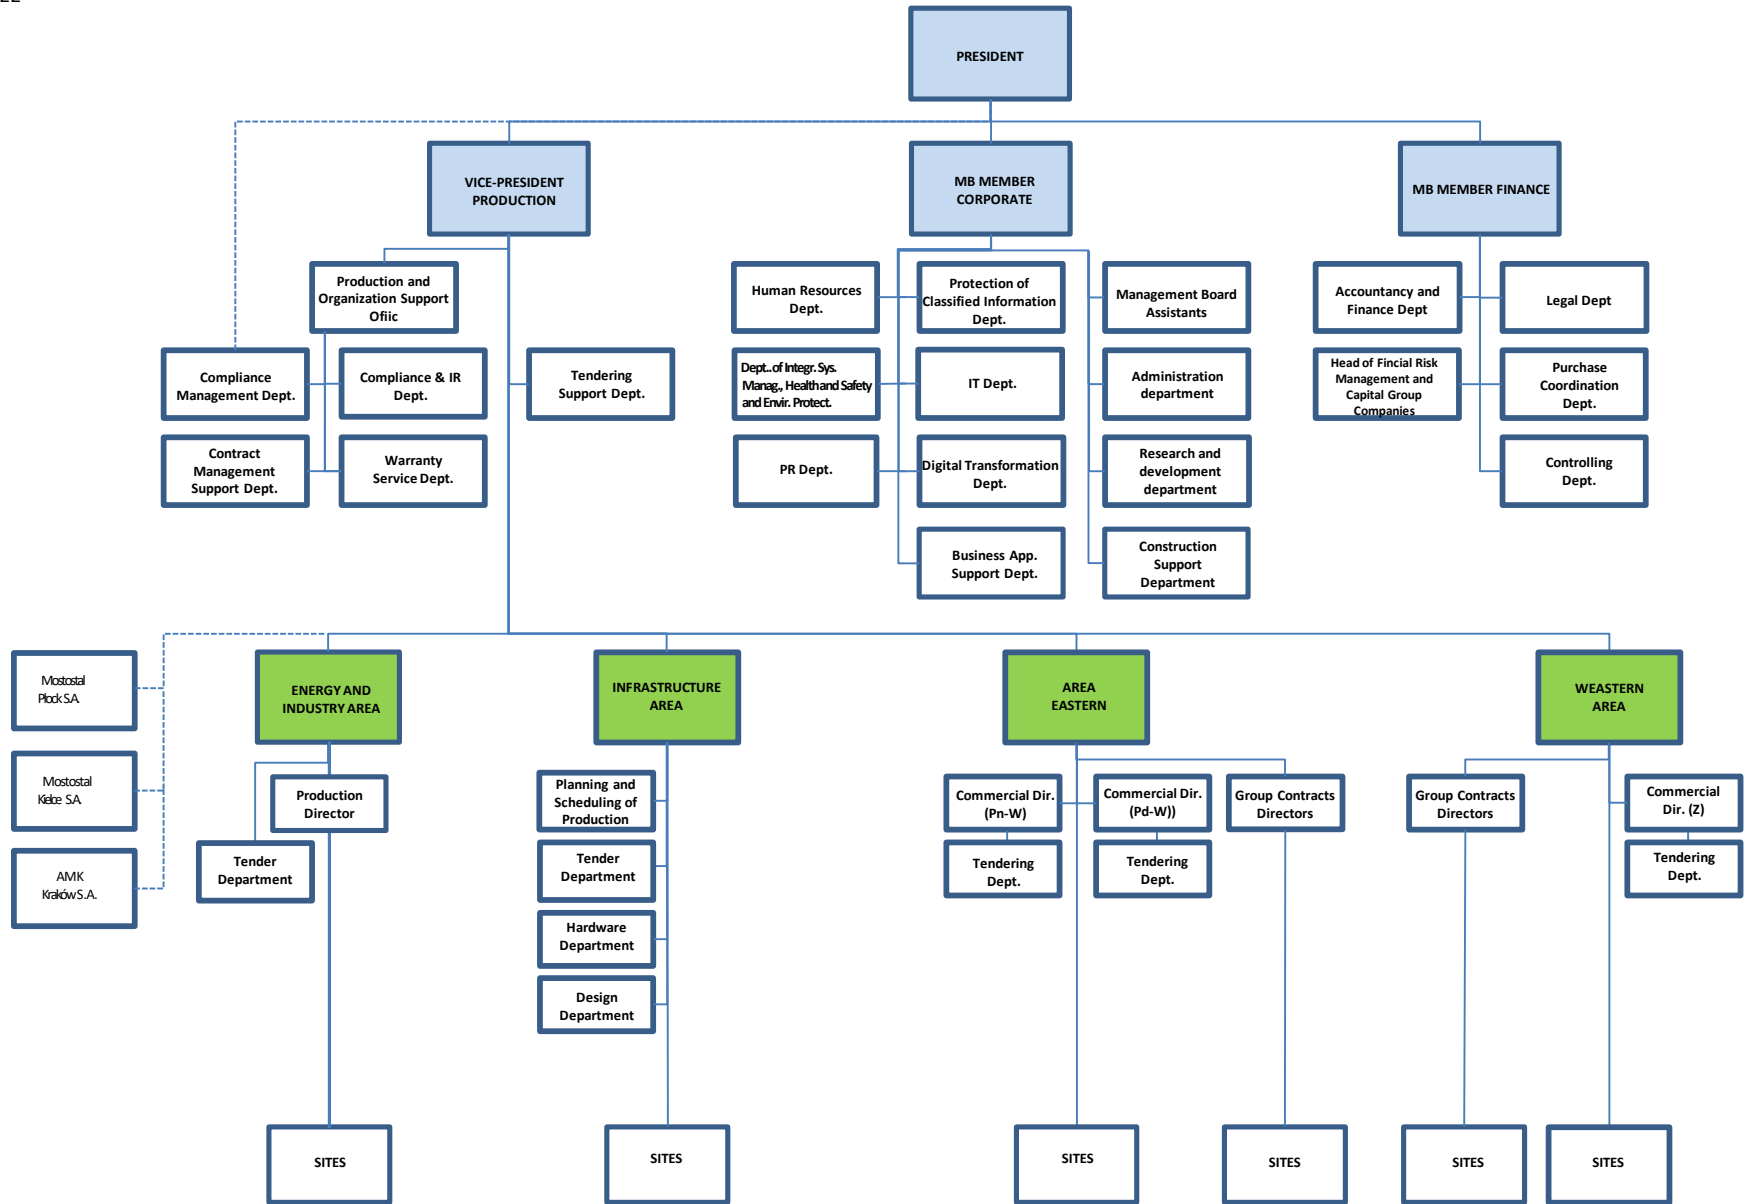 22
PRESIDENT
VICE-PRESIDENT
PRODUCTION
MB MEMBER
CORPORATE
MB MEMBER FINANCE
Production and
Organization Support
Ofiic
Human Resources
Dept.
Protection of
Classified Information
Dept.
Management Board
Assistants
Accountancy and
Finance Dept
Legal Dept
Compliance
Management Dept.
Compliance & IR
Dept.
Tendering
Support Dept.
Dept.. of Integr. Sys.
Manag., Health and Safety
and Envir. Protect.
IT Dept.
Administration
department
Head of Fincial Risk
Management and
Capital Group
Companies
Purchase
Coordination
Dept.
Contract
Management
Support Dept.
Warranty
Service Dept.
PR Dept.
Digital Transformation
Dept.
Research and
development
department
Controlling
Dept.
Business App.
Support Dept.
Construction
Support
Department
Mostostal
Płock S.A.
ENERGY AND
INDUSTRY AREA
INFRASTRUCTURE
AREA
AREA
EASTERN
WEASTERN
AREA
Mostostal
Kielce S.A.
Production
Director
Planning and
Scheduling of
Production
Commercial Dir.
(Pn-W)
Commercial Dir.
(Pd-W))
Group Contracts
Directors
Group Contracts
Directors
Commercial
Dir. (Z)
AMK
Kraków S.A.
Tender
Department
Tender
Department
Tendering
Dept.
Tendering
Dept.
Tendering
Dept.
Hardware
Department
Design
Department
SITES
SITES
SITES
SITES
SITES
SITES